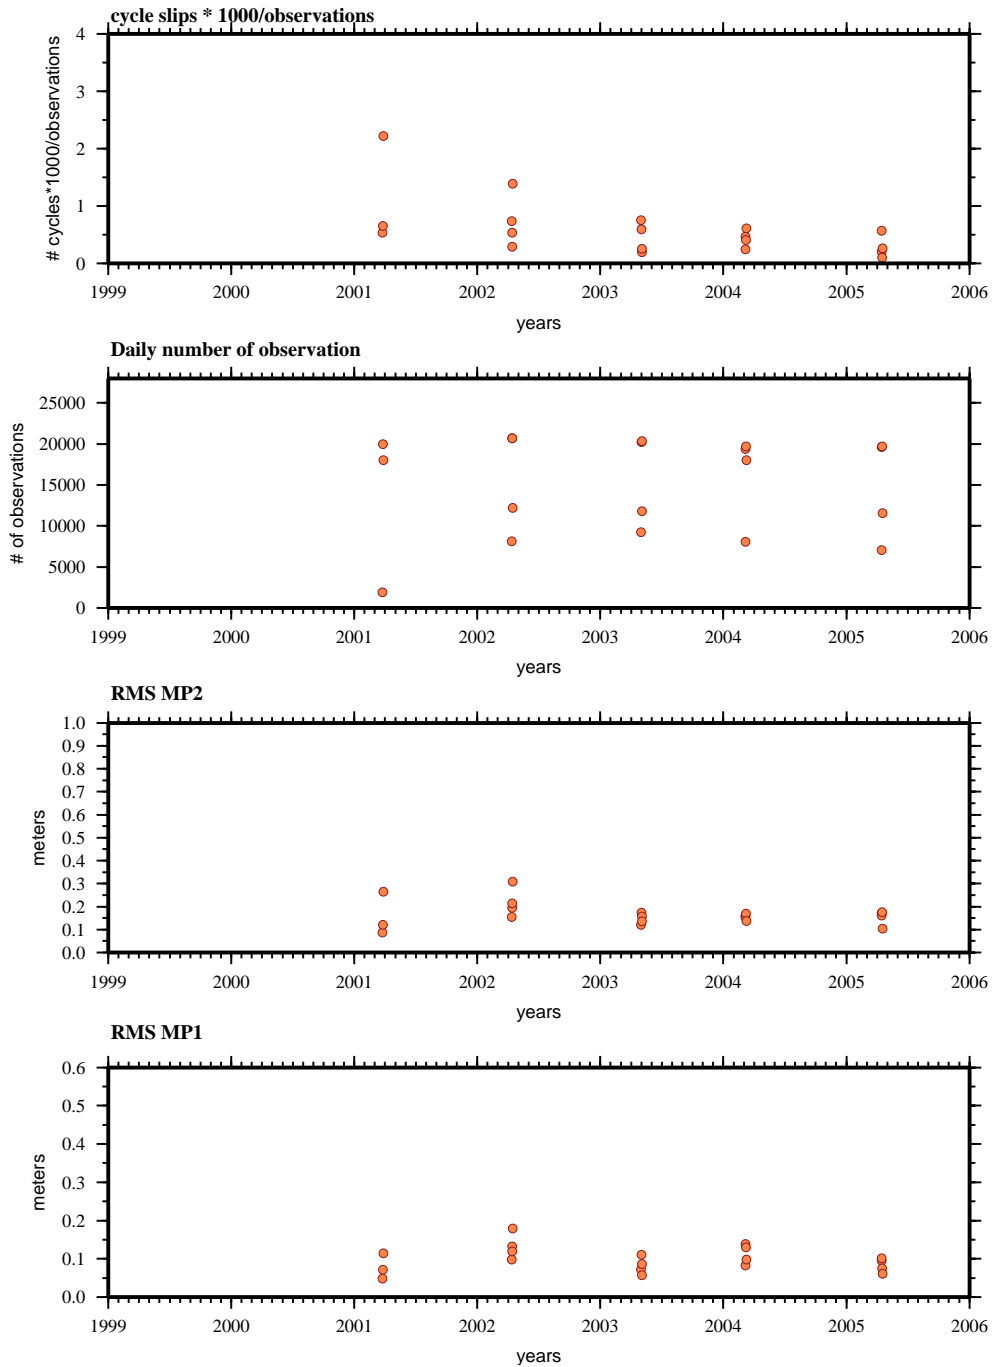 cycle slips * 1000/observations
# cycles*1000/observations
4
3
2
1
0
1999 2000 2001 2002 2003 2004 2005 2006
years
Daily number of observation
# of observations
25000
20000
15000
10000
5000
0
1999 2000 2001 2002 2003 2004 2005 2006
years
RMS MP2
meters
1.0
0.9
0.8
0.7
0.6
0.5
0.4
0.3
0.2
0.1
0.0
1999 2000 2001 2002 2003 2004 2005 2006
years
RMS MP1
meters
0.6
0.5
0.4
0.3
0.2
0.1
0.0
1999 2000 2001 2002 2003 2004 2005 2006
years